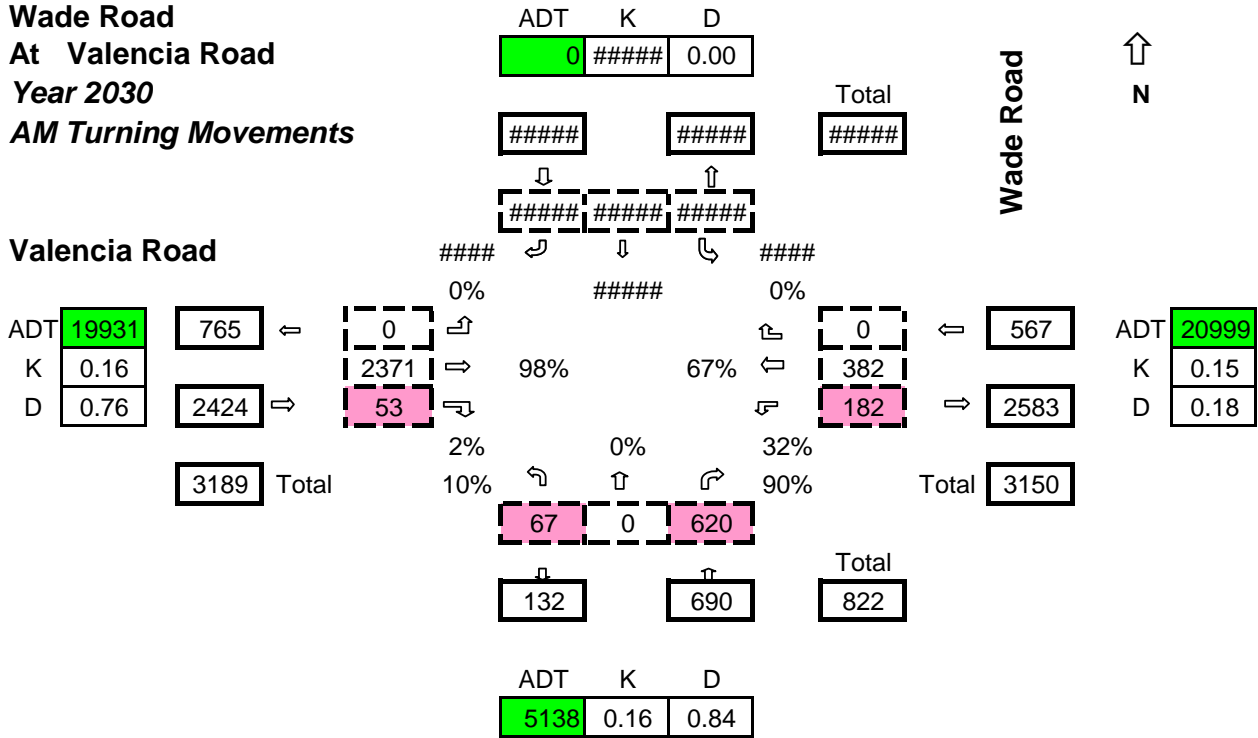 Wade Road ADT K D
At Valencia Road 0 ##### 0.00
Wade Road
N
Year 2030 Total
AM Turning Movements ##### ##### #####
##### ##### #####
Valencia Road #### ####
0% ##### 0%
ADT 19931 765 0 0 567 ADT 20999
K 0.16 2371 98% 67% 382 K 0.15
D 0.76 2424 53 182 2583 D 0.18
2% 0% 32%
3189 Total 10% 90% Total 3150
67 0 620
Total
132 690 822
ADT K D
5138 0.16 0.84